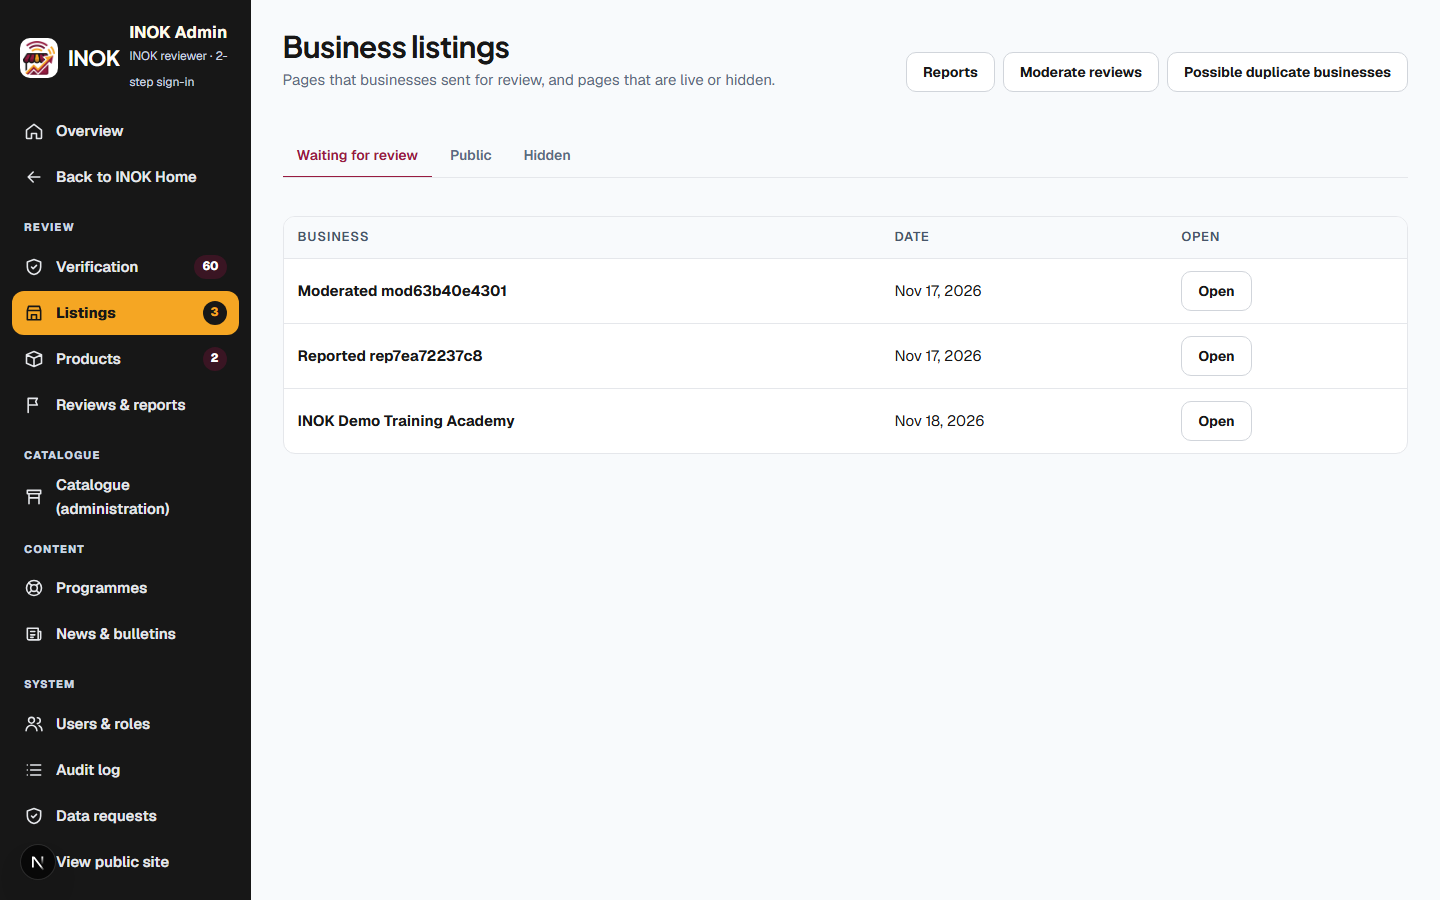 INOK
INOK Admin
INOK reviewer · 2-
step sign-in
Overview
Back to INOK Home
REVIEW
Verification 60
Listings 3
Products 2
Reviews & reports
CATALOGUE
Catalogue
(administration)
CONTENT
Programmes
News & bulletins
SYSTEM
Users & roles
Audit log
Data requests
N View public site
Business listings
Pages that businesses sent for review, and pages that are live or hidden.
Reports Moderate reviews Possible duplicate businesses
Waiting for review Public Hidden
BUSINESS DATE OPEN
Moderated mod63b40e4301 Nov 17, 2026 Open
Reported rep7ea72237c8 Nov 17, 2026 Open
INOK Demo Training Academy Nov 18, 2026 Open